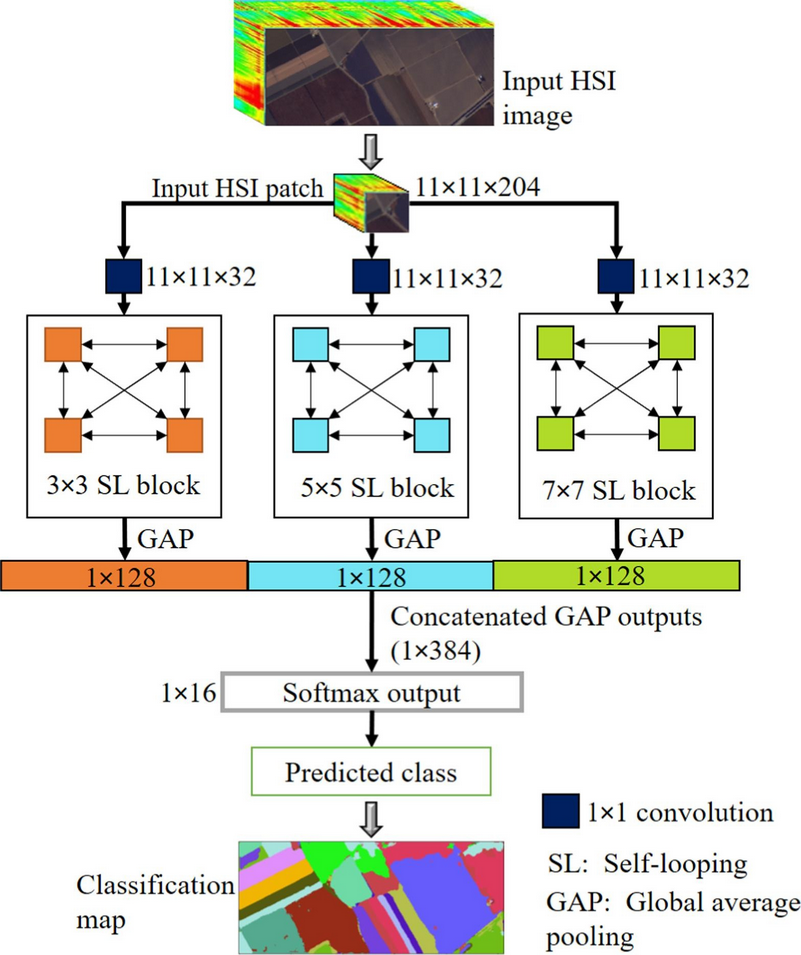 Input HSI
image
Input HSI patch
11×11×204
11×11×32
11×11×32
11×11×32
3×3 SL block
5×5 SL block
7×7 SL block
GAP
GAP
GAP
1×128
1×128
1×128
Concatenated GAP outputs
(1×384)
1×16
Softmax output
Predicted class
1×1 convolution
SL: Self-looping
GAP: Global average
pooling
Classification
map